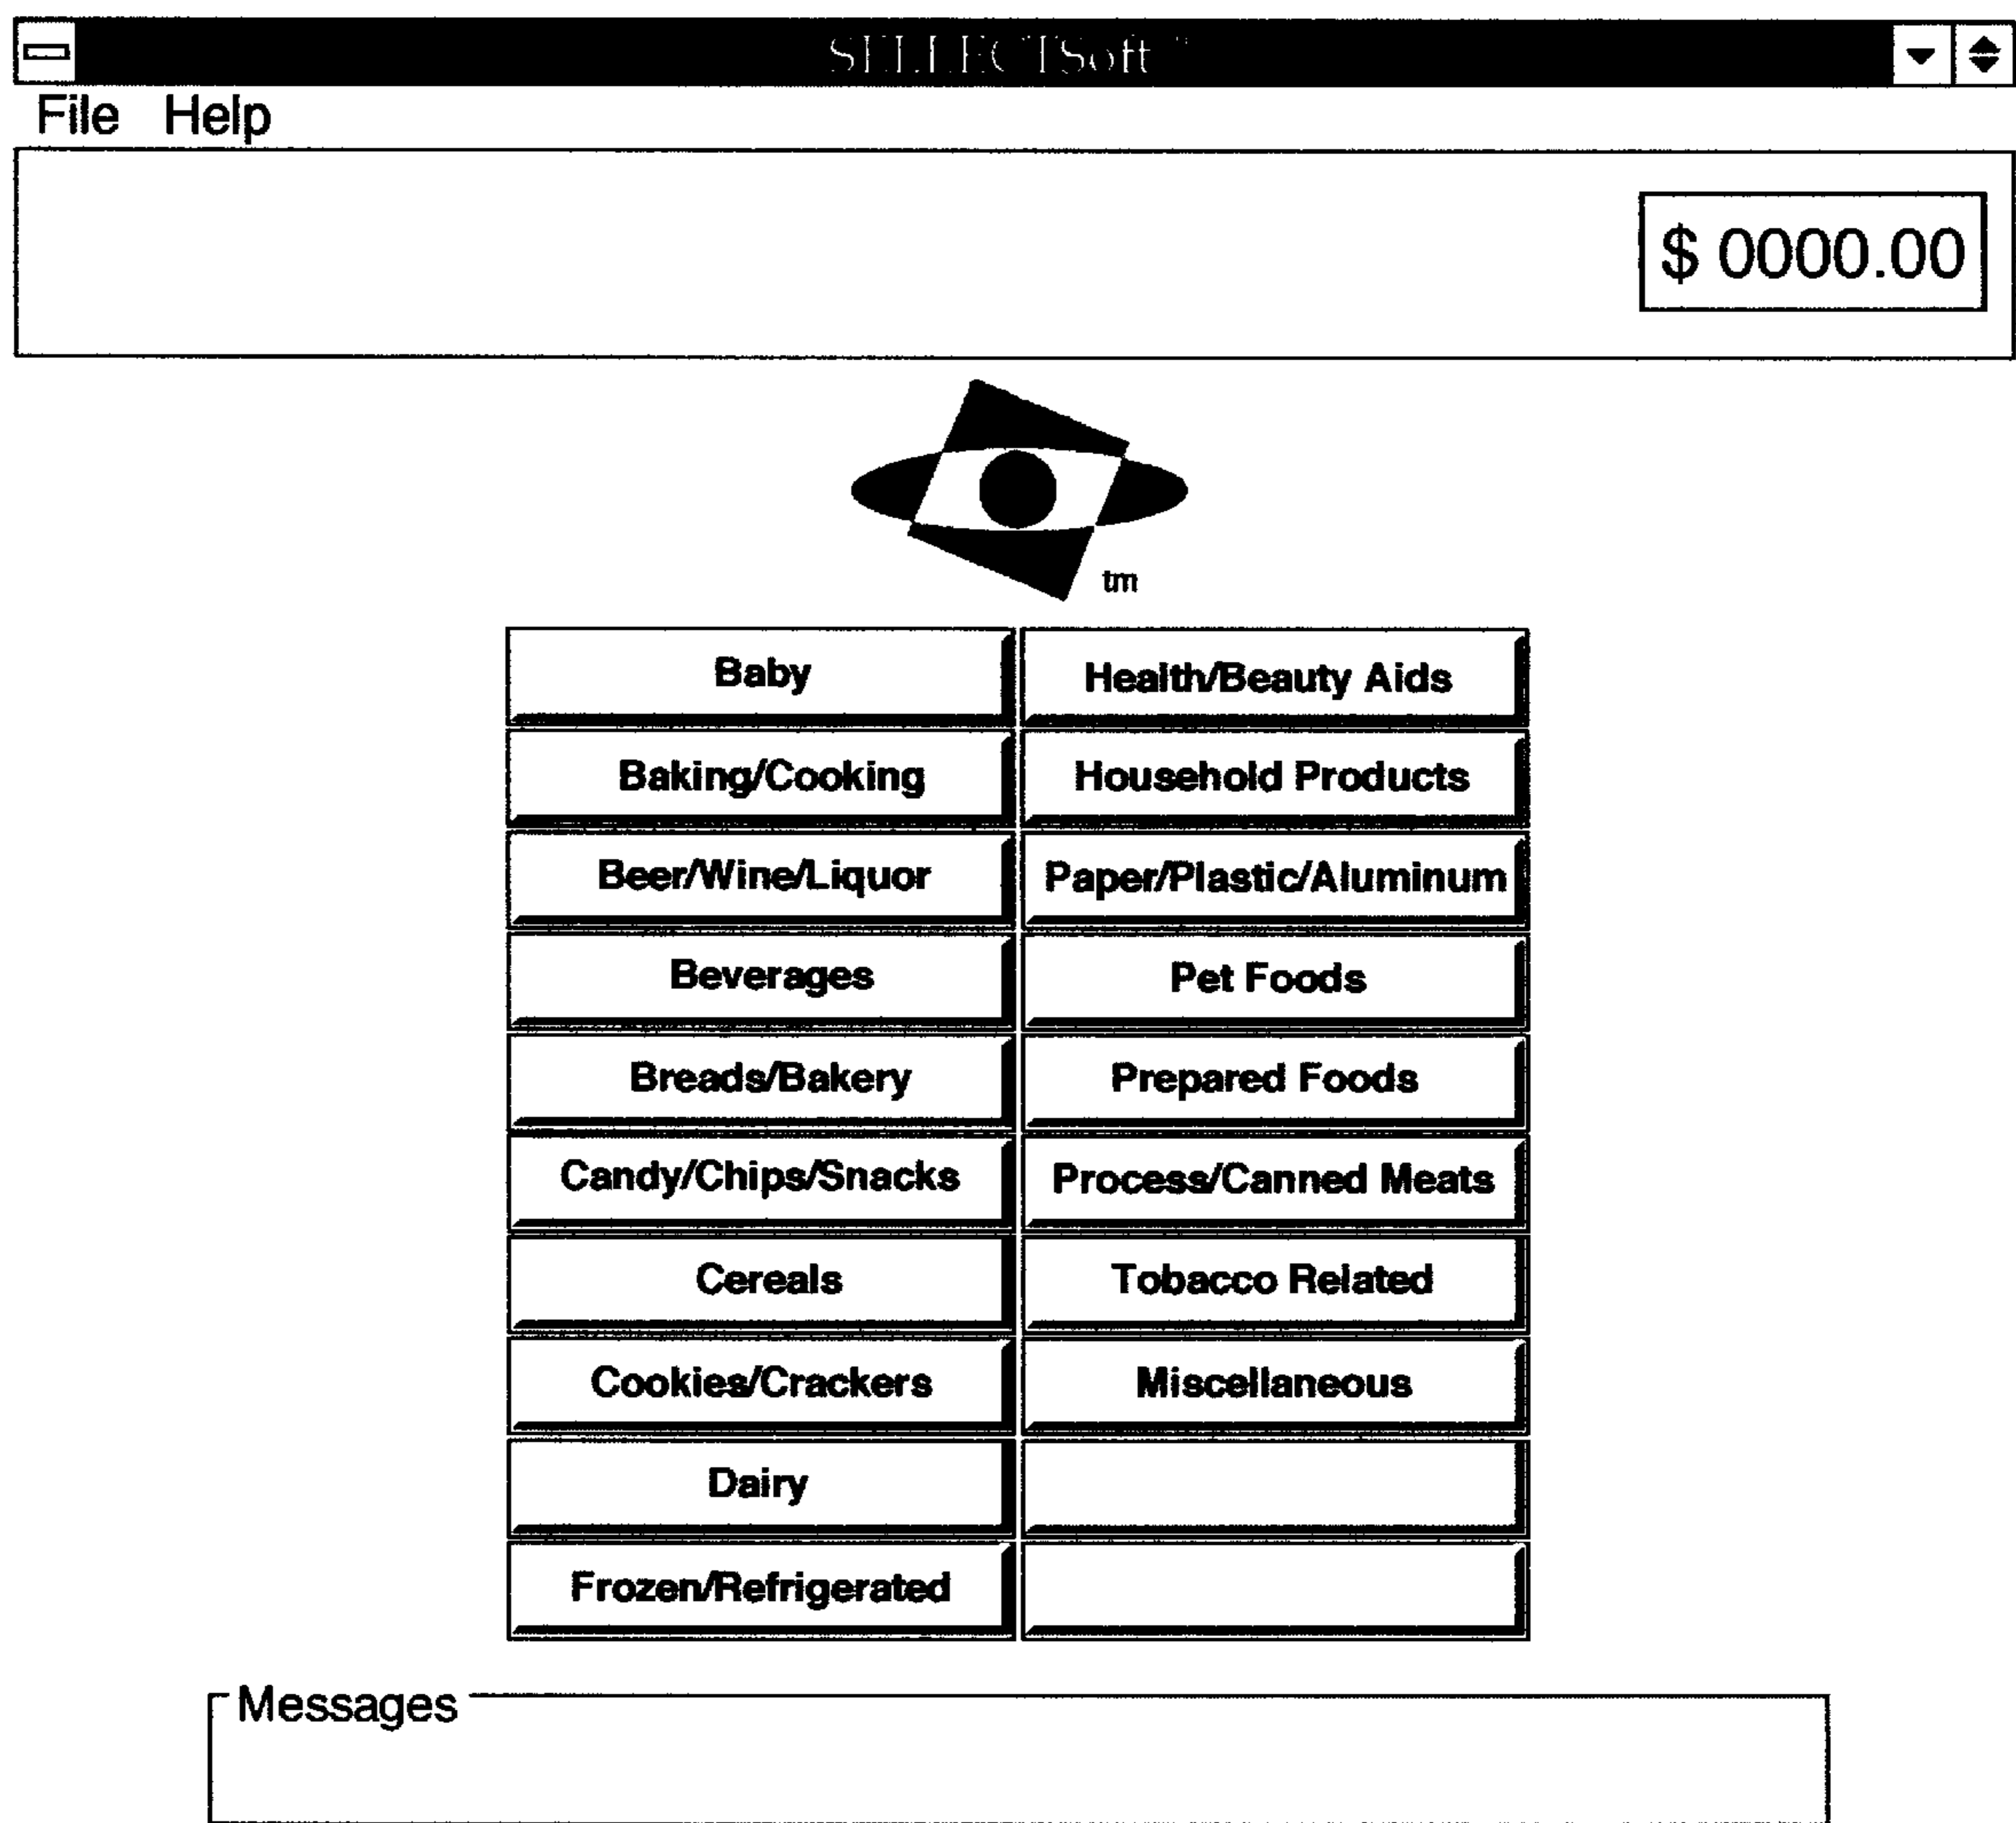 SELLECTSoft™
File Help
$ 0000.00
tm
Baby
Health/Beauty Aids
Baking/Cooking
Household Products
Beer/Wine/Liquor
Paper/Plastic/Aluminum
Beverages
Pet Foods
Breads/Bakery
Prepared Foods
Candy/Chips/Snacks
Process/Canned Meats
Cereals
Tobacco Related
Cookies/Crackers
Miscellaneous
Dairy
Frozen/Refrigerated
Messages